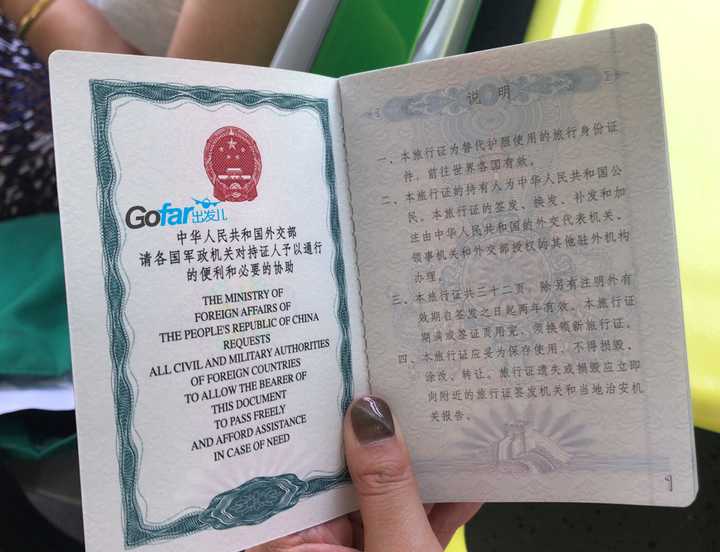 Gofar出发儿
中华人民共和国外交部
请各国军政机关对持证人予以通行
的便利和必要的协助
THE MINISTRY OF
FOREIGN AFFAIRS OF
THE PEOPLE'S REPUBLIC OF CHINA
REQUESTS
ALL CIVIL AND MILITARY AUTHORITIES
OF FOREIGN COUNTRIES
TO ALLOW THE BEARER OF
THIS DOCUMENT
TO PASS FREELY
AND AFFORD ASSISTANCE
IN CASE OF NEED
说明
一、本旅行证为替代护照使用的旅行身份证
件，前往世界各国有效。
二、本旅行证的持有人为中华人民共和国公
民。本旅行证的签发、换发、补发和加
注由中华人民共和国的外交代表机关、
领事机关和外交部授权的其他驻外机构
办理。
三、本旅行证共三十二页，除另有注明外有
效期自签发之日起两年有效。本旅行证
期满或签证页用完，须换领新旅行证。
四、本旅行证应妥为保存使用，不得损毁、
涂改、转让，旅行证遗失或损毁应立即
向附近的旅行证签发机关和当地治安机
关报告。